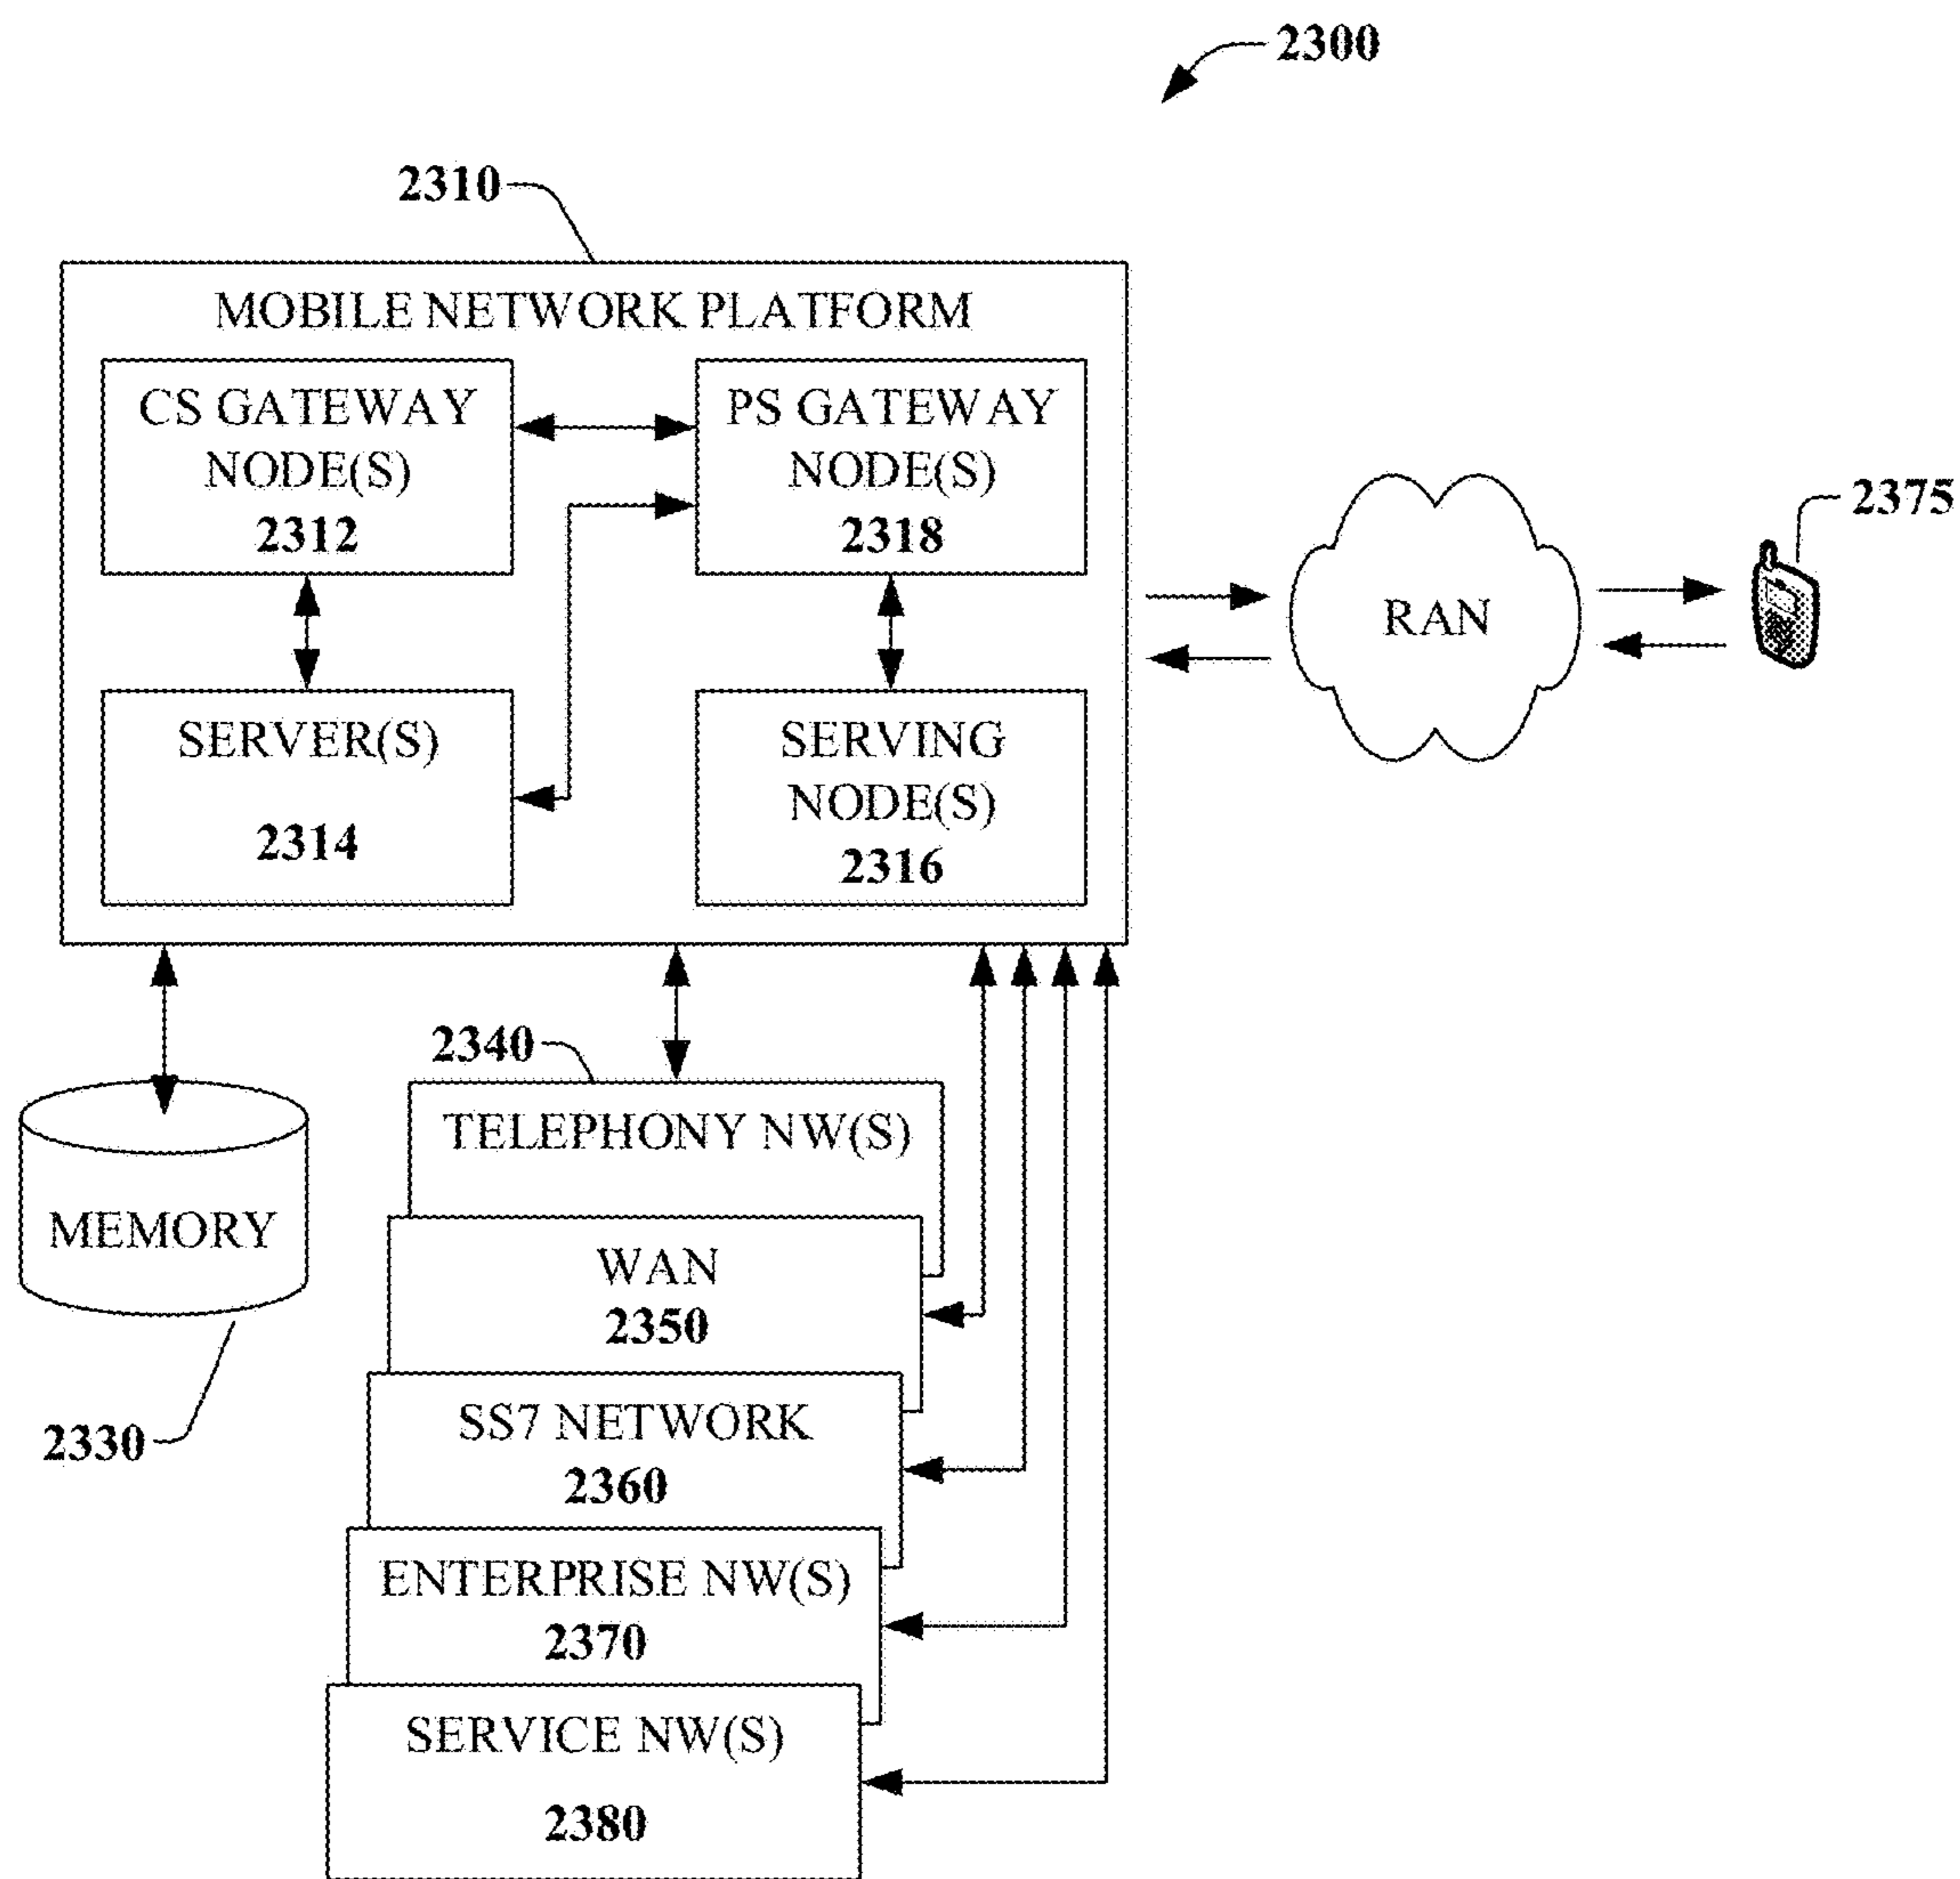 2300
2310
MOBILE NETWORK PLATFORM
CS GATEWAY
NODE(S)
2312
PS GATEWAY
NODE(S)
2318
SERVER(S)
2314
SERVING
NODE(S)
2316
RAN
2375
2340
TELEPHONY NW(S)
MEMORY
2330
WAN
2350
SS7 NETWORK
2360
ENTERPRISE NW(S)
2370
SERVICE NW(S)
2380